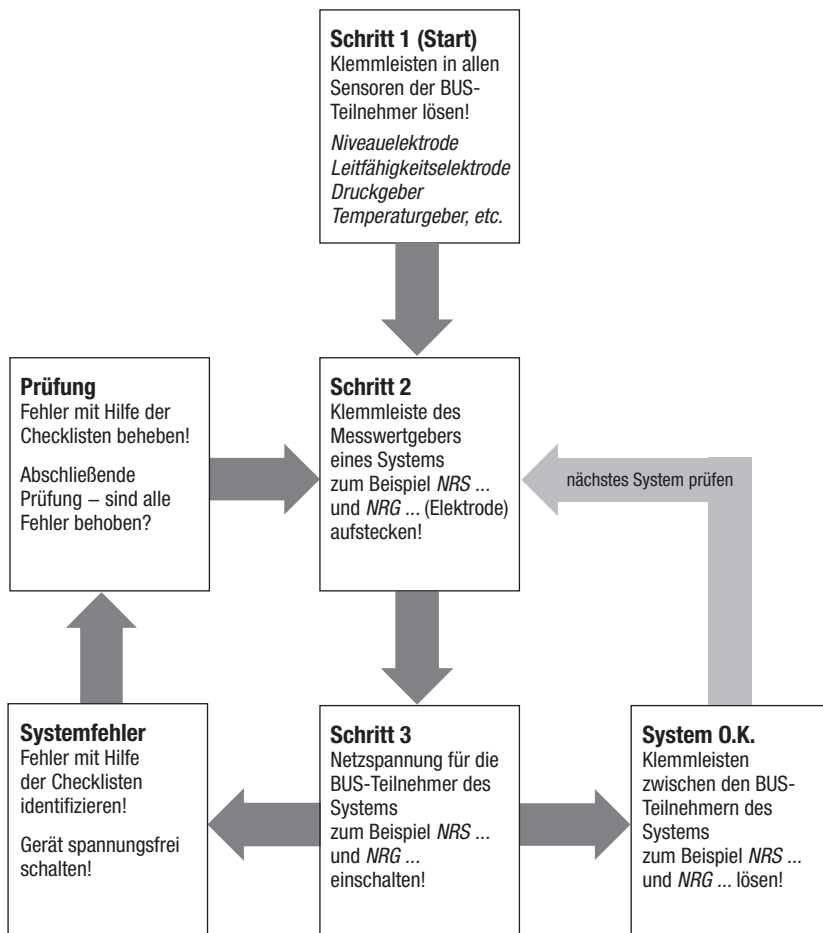 Schritt 1 (Start)
Klemmleisten in allen
Sensoren der BUS-
Teilnehmer lösen!
Niveauelektrode
Leitfähigkeitselektrode
Druckgeber
Temperaturgeber, etc.
Prüfung
Fehler mit Hilfe der
Checklisten beheben!
Abschließende
Prüfung – sind alle
Fehler behoben?
Schritt 2
Klemmleiste des
Messwertgebers
eines Systems
zum Beispiel NRS ...
und NRG ... (Elektrode)
aufstecken!
nächstes System prüfen
Systemfehler
Fehler mit Hilfe
der Checklisten
identifizieren!
Gerät spannungsfrei
schalten!
Schritt 3
Netzspannung für die
BUS-Teilnehmer des
Systems
zum Beispiel NRS ...
und NRG ...
einschalten!
System O.K.
Klemmleisten
zwischen den BUS-
Teilnehmern des
Systems
zum Beispiel NRS ...
und NRG ... lösen!